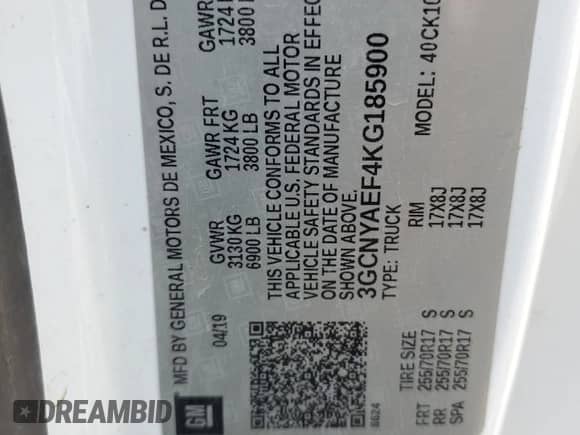 MFD BY GENERAL MOTORS DE MEXICO, S. DE R.L. D
04/19
GVWR
3130 KG
6900 LB
GAWR FRT
1724 KG
3800 LB
GAWR
1724
3800
THIS VEHICLE CONFORMS TO ALL
APPLICABLE U.S. FEDERAL MOTOR
VEHICLE SAFETY STANDARDS IN EFFEC
ON THE DATE OF MANUFACTURE
SHOWN ABOVE.
3GCNYAEF4KG185900
TYPE: TRUCK
MODEL: 40CK10
GM
8624
TIRE SIZE RIM
FRT 255/70R17 S 17X8J
RR 255/70R17 S 17X8J
SPA 255/70R17 S 17X8J
DREAMBID